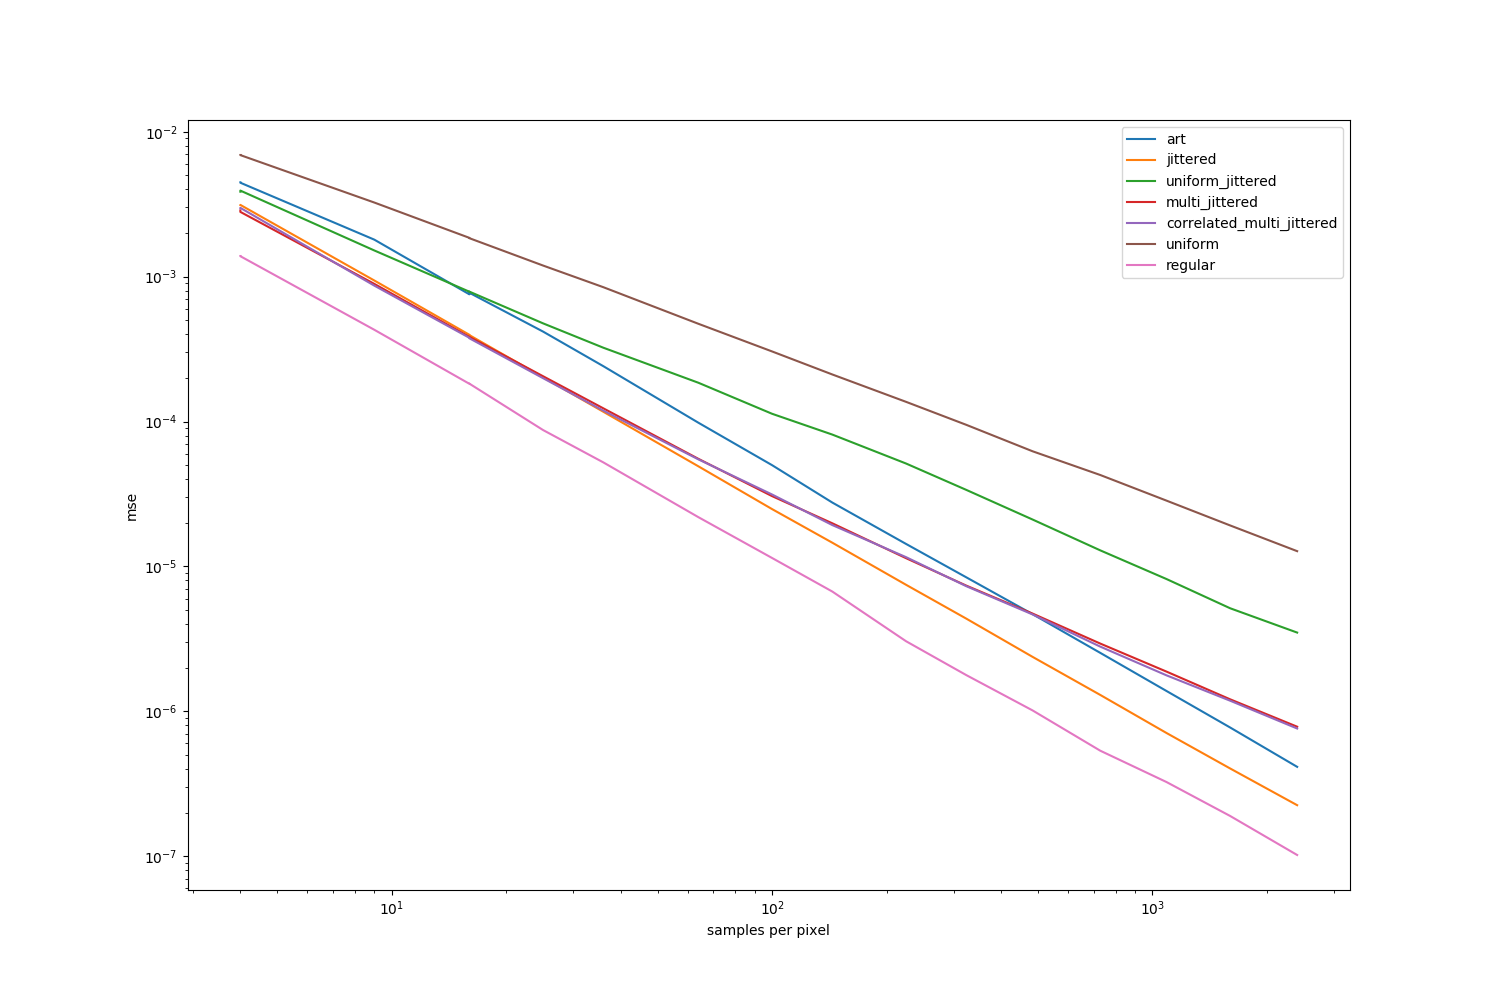 10⁻²
10⁻³
10⁻⁴
10⁻⁵
10⁻⁶
10⁻⁷
mse
art
jittered
uniform_jittered
multi_jittered
correlated_multi_jittered
uniform
regular
10¹ 10² 10³
samples per pixel